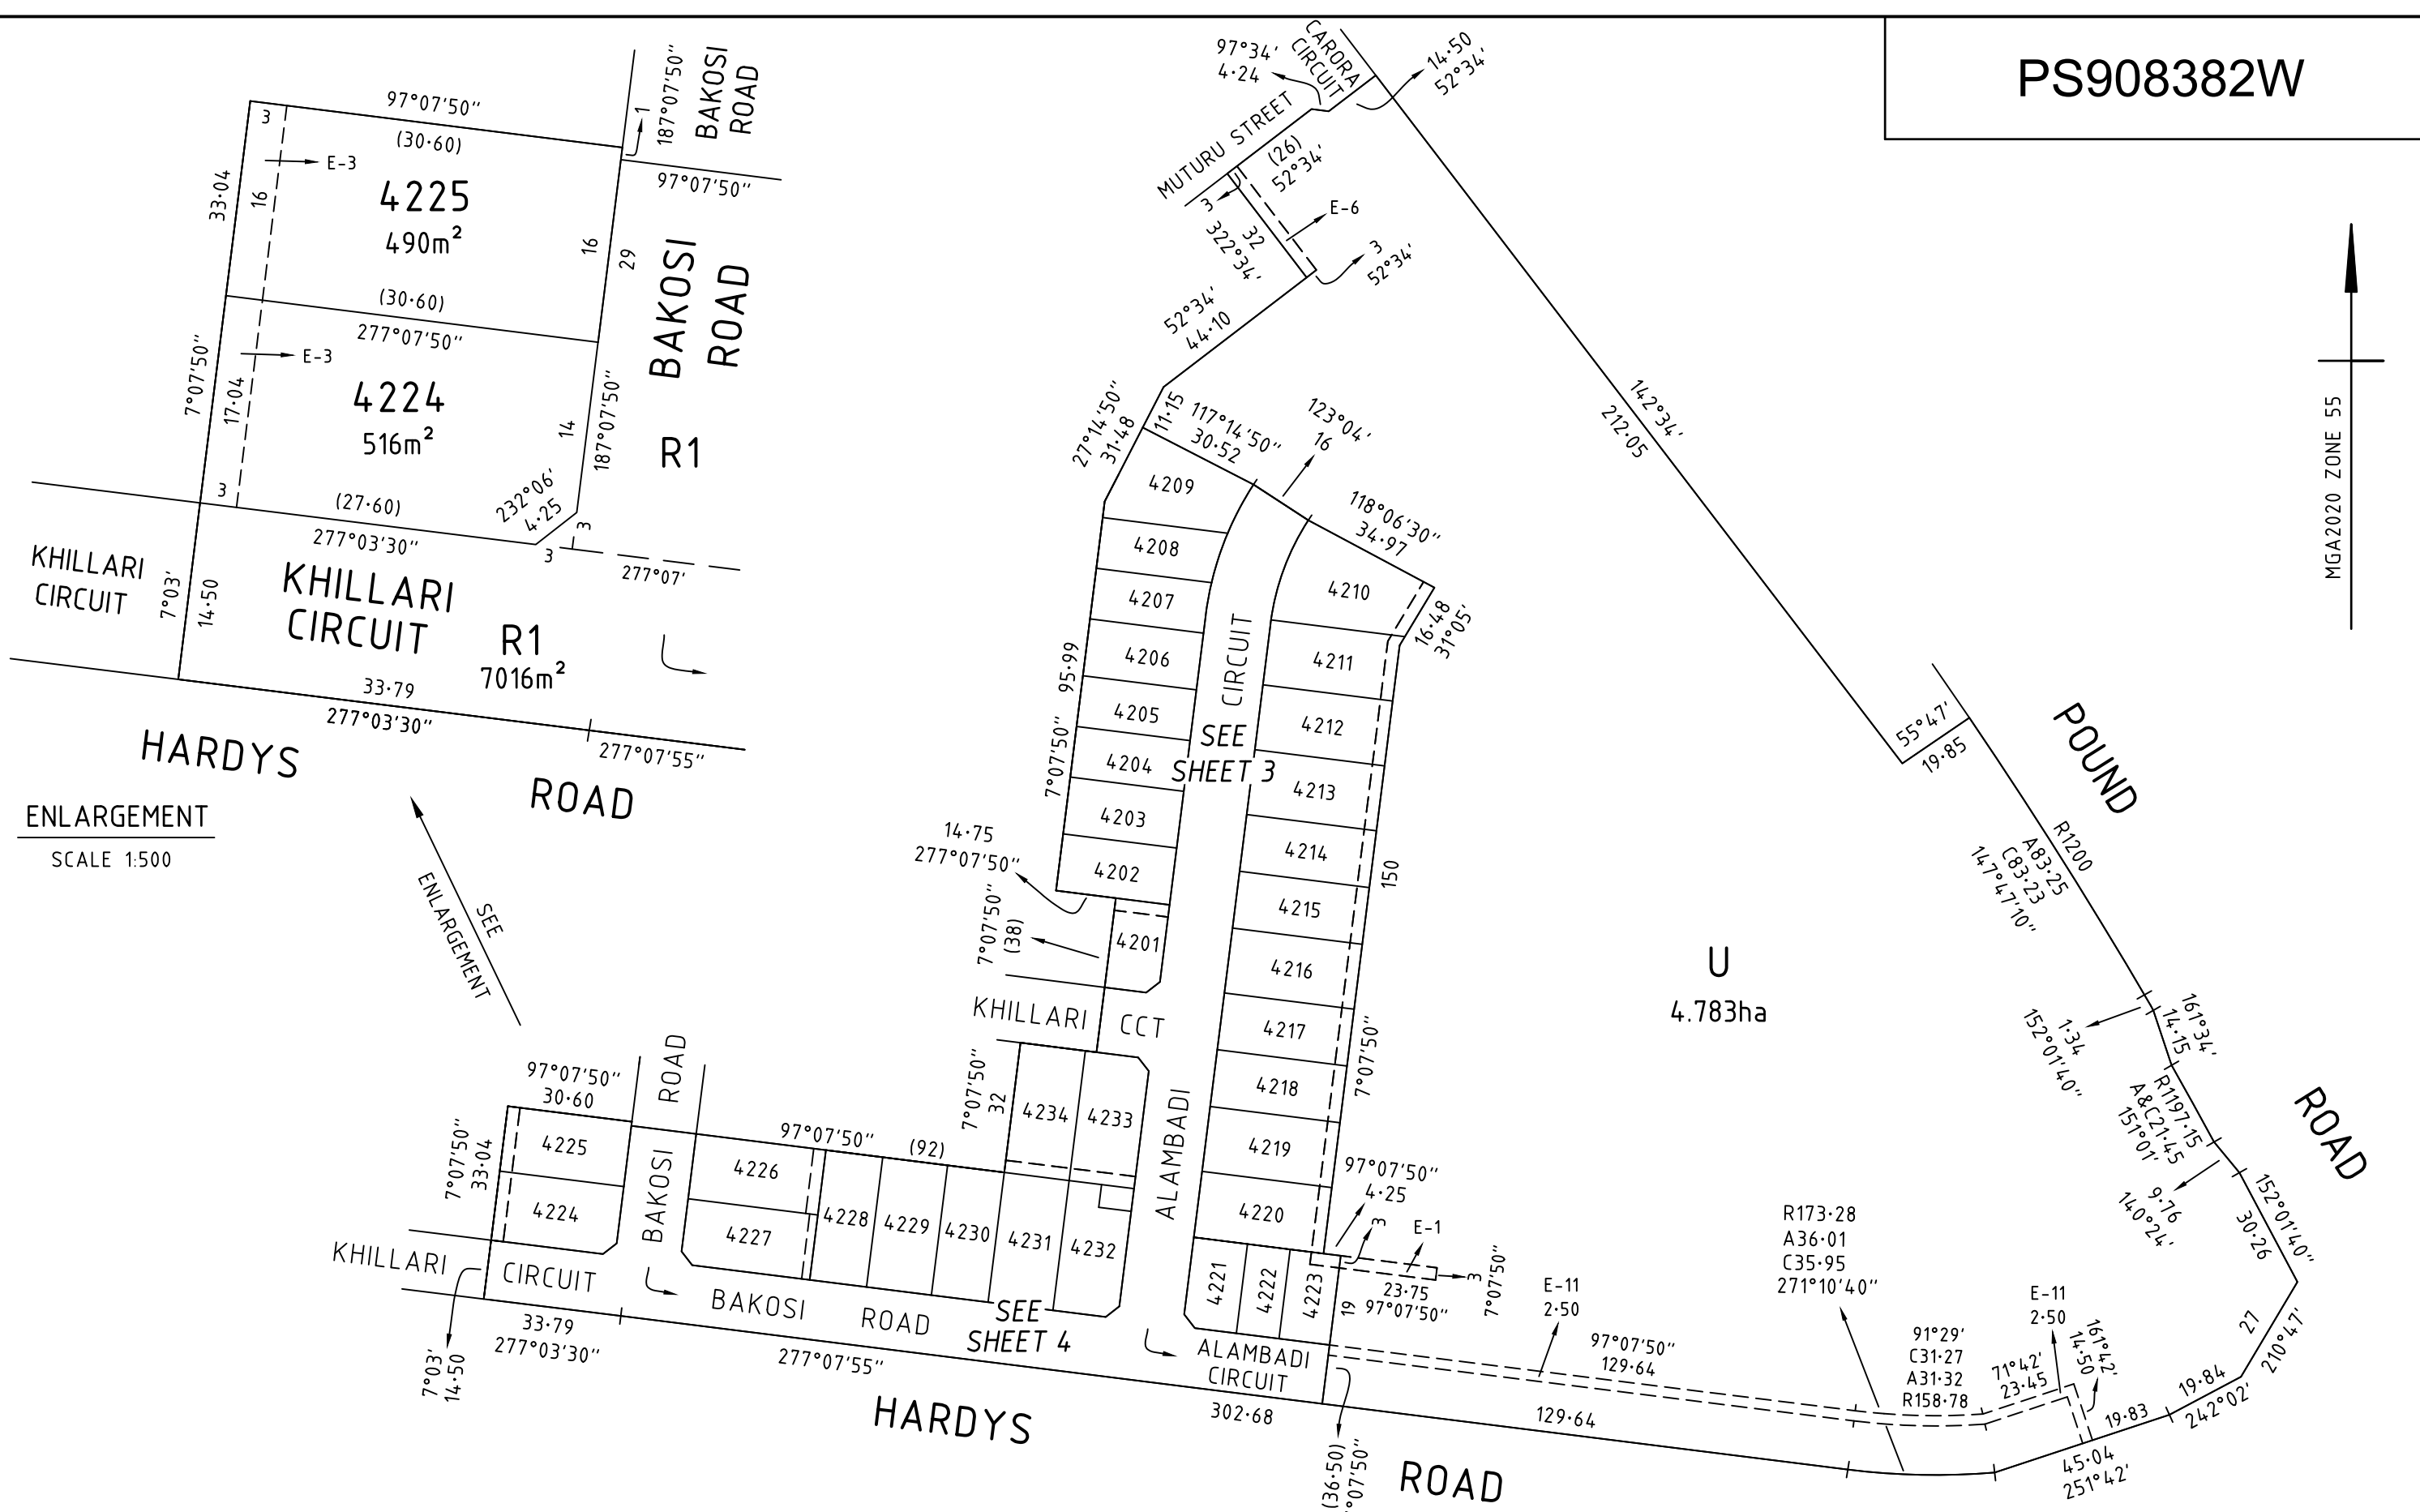 PS908382W
97°07'50"
(30·60)
3
E-3
4225
490m²
33·04
16
16
29
1
187°07'50"
BAKOSI
ROAD
97°07'50"
(30·60)
277°07'50"
E-3
4224
516m²
7°07'50"
17·04
14
187°07'50"
BAKOSI
ROAD
R1
3
(27·60)
277°03'30"
232°06'
4·25
3
3
277°07'
KHILLARI
CIRCUIT
7°03'
14·50
KHILLARI
CIRCUIT
R1
7016m²
33·79
277°03'30"
277°07'55"
HARDYS
ROAD
ENLARGEMENT
SCALE 1:500
SEE
ENLARGEMENT
97°34'
4·24
CARORA
CIRCUIT
14·50
52°34'
MUTURU STREET
(26)
52°34'
3
E-6
32
322°34'
3
52°34'
52°34'
44·10
142°34'
212·05
27°14'50"
31·48
11·15
117°14'50"
30·52
123°04'
16
118°06'30"
34·97
16·48
31°05'
4209
4208
4207
4206
4205
4204
4203
4202
4201
4210
4211
4212
4213
4214
4215
4216
4217
4218
4219
4220
4221
4222
4223
CIRCUIT
SEE
SHEET 3
95·99
7°07'50"
14·75
277°07'50"
7°07'50"
(38)
150
7°07'50"
KHILLARI
CCT
ALAMBADI
7°07'50"
32
4234
4233
97°07'50"
30·60
BAKOSI
ROAD
7°07'50"
33·04
4225
4224
97°07'50"
(92)
4226
4227
4228
4229
4230
4231
4232
KHILLARI
CIRCUIT
BAKOSI
ROAD
SEE
SHEET 4
7°03'
14·50
33·79
277°03'30"
277°07'55"
302·68
HARDYS
ROAD
97°07'50"
4·25
3
E-1
3
7°07'50"
23·75
97°07'50"
19
ALAMBADI
CIRCUIT
(36·50)
°07'50"
E-11
2·50
97°07'50"
129·64
129·64
R173·28
A36·01
C35·95
271°10'40"
91°29'
C31·27
A31·32
R158·78
71°42'
23·45
E-11
2·50
161°42'
14·50
45·04
251°42'
19·83
19·84
242°02'
27
210°47'
U
4.783ha
55°47'
19·85
POUND
ROAD
R1200
A83·25
C83·23
147°47'10"
1·34
152°01'40"
161°34'
14·15
R1197·15
A&C21·45
151°01'
9·76
140°24'
152°01'40"
30·26
MGA2020 ZONE 55